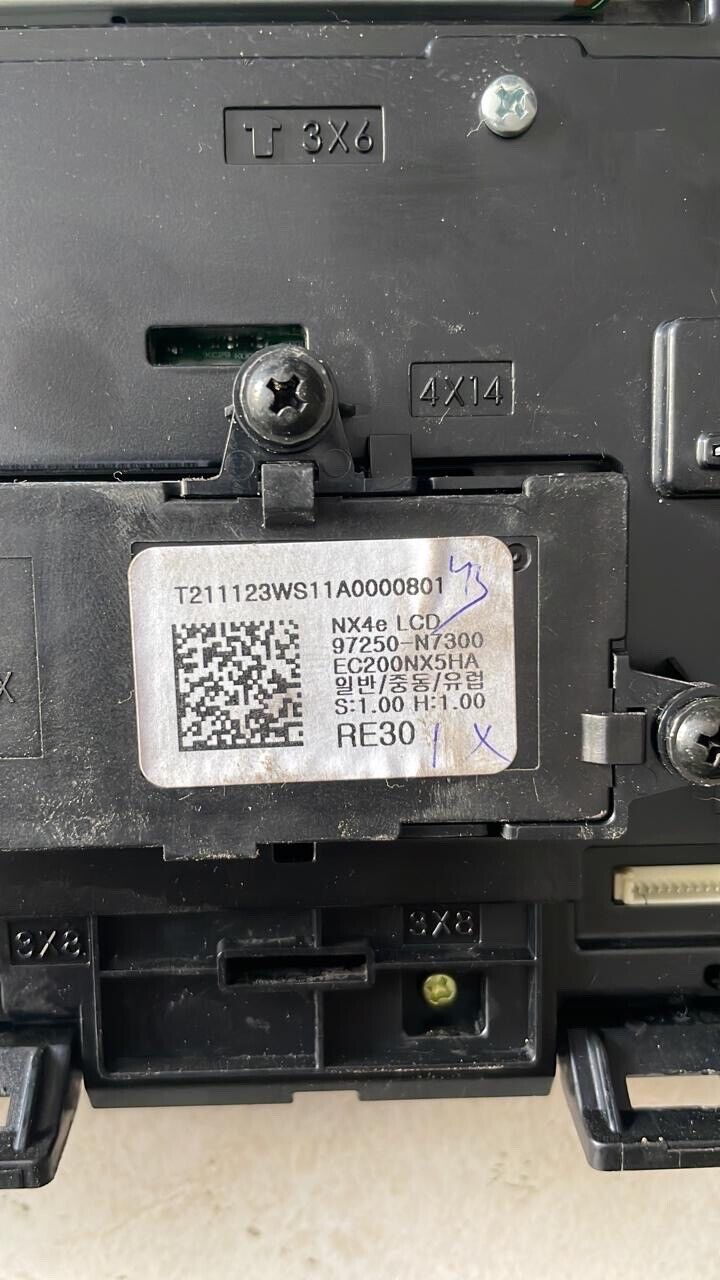 T 3X6
4X14
T211123WS11A0000801
NX4e LCD
97250-N7300
EC200NX5HA
일반/중동/유럽
S:1.00 H:1.00
RE30
X
X
3X8
3X8